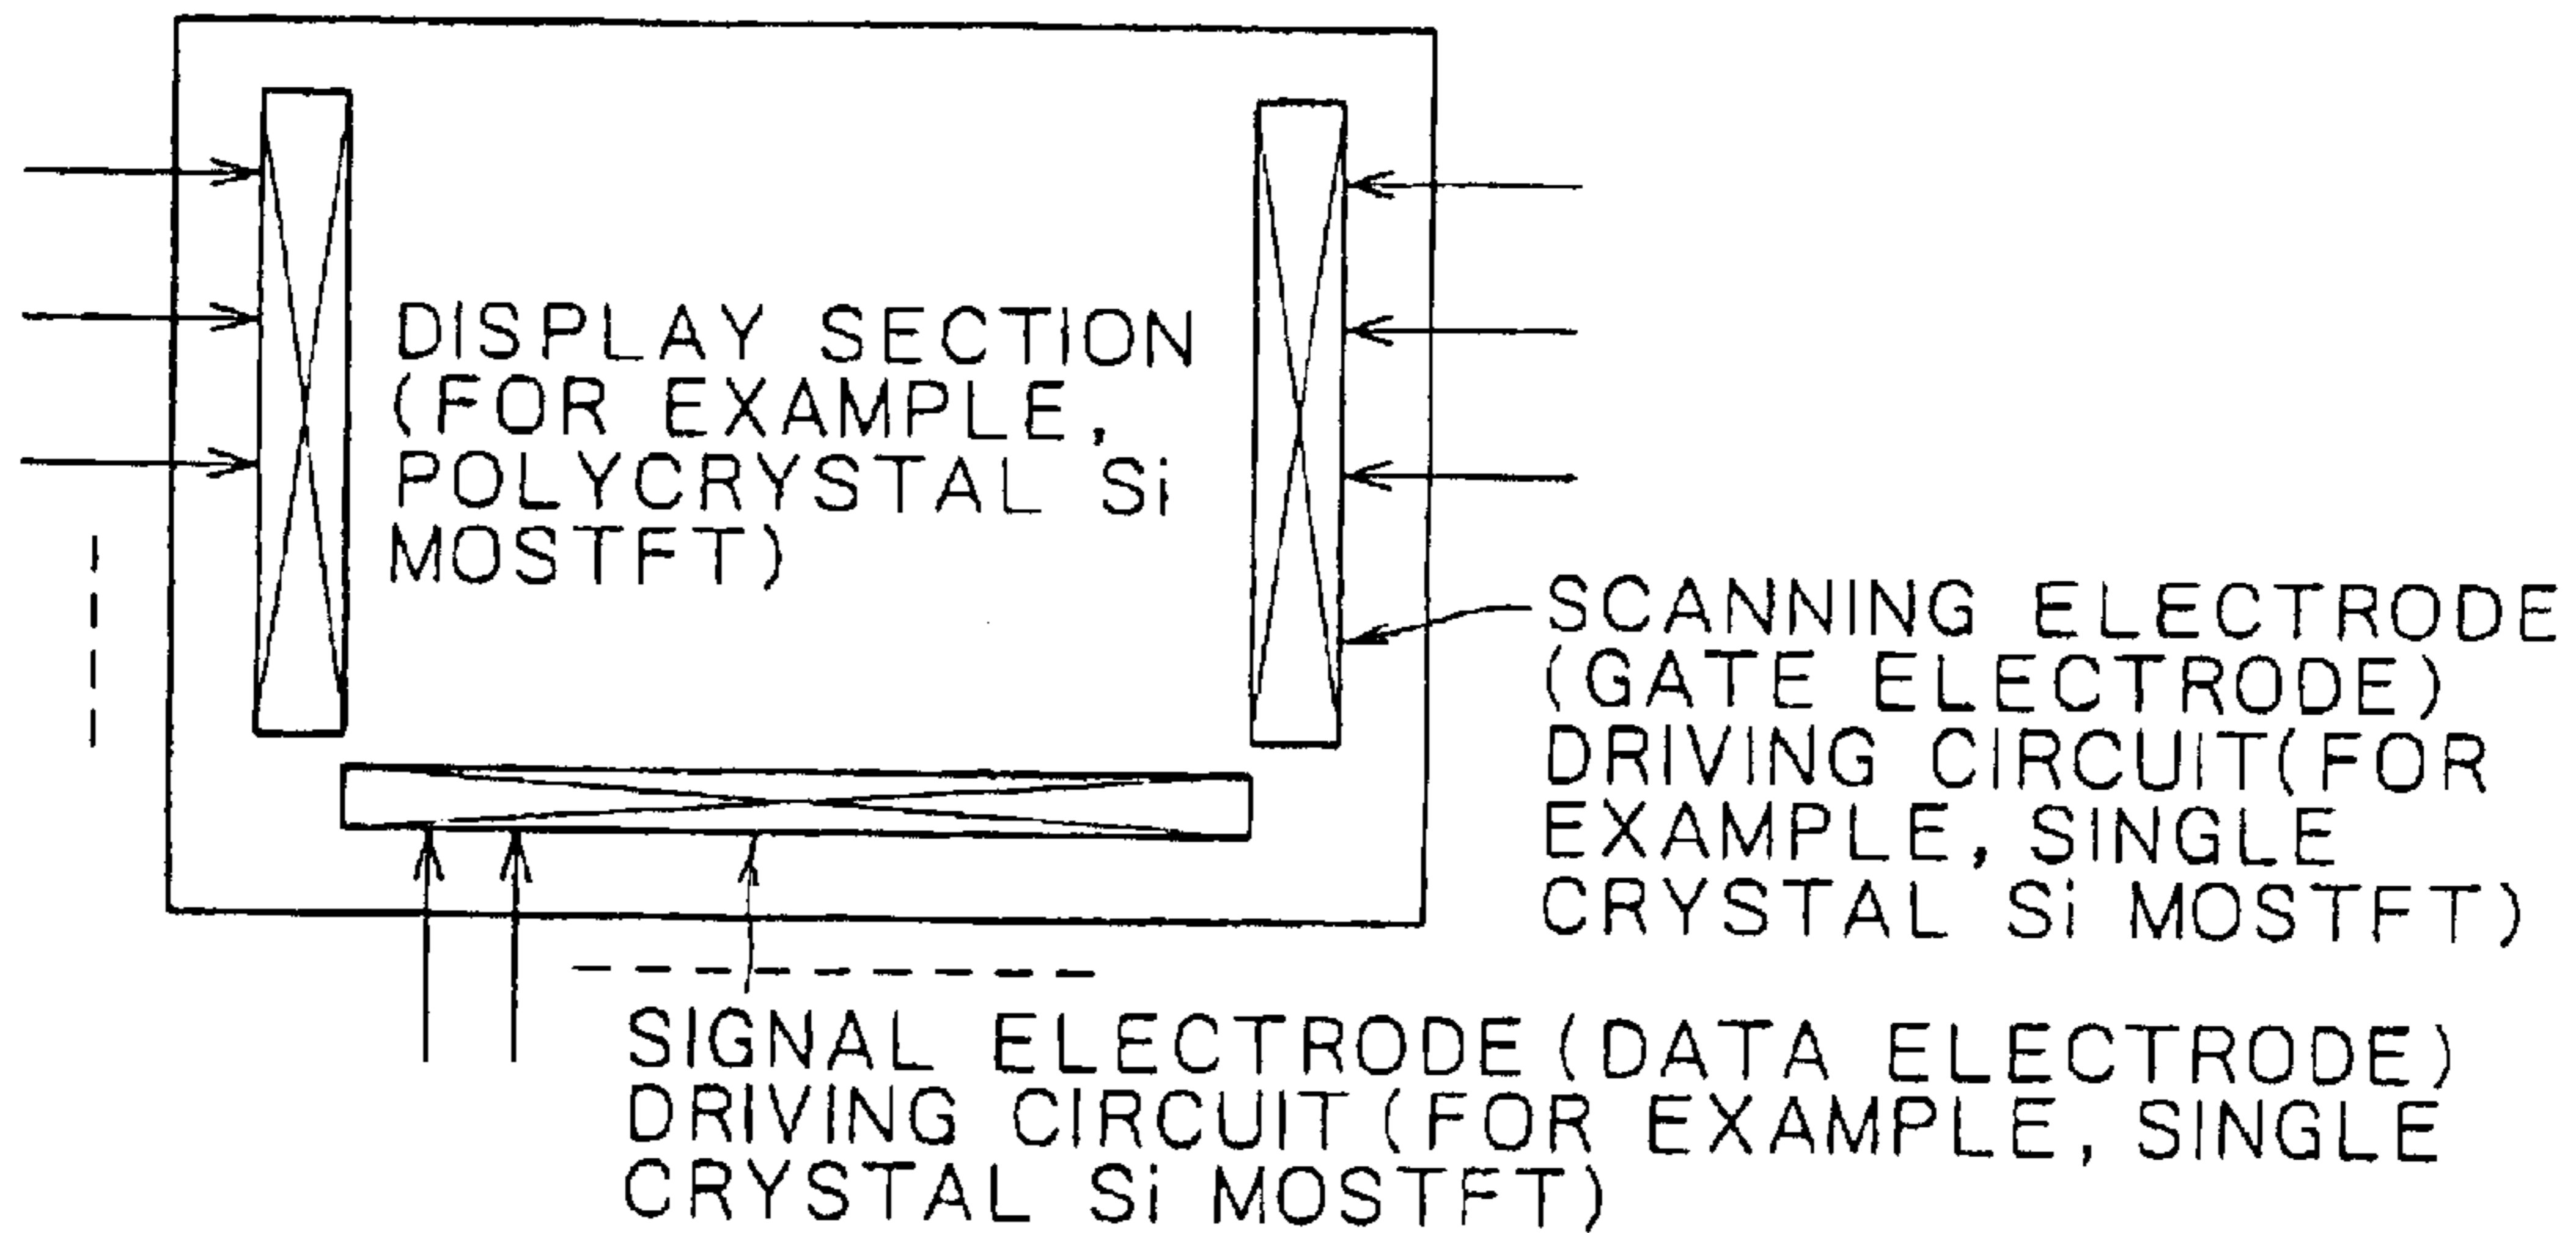 DISPLAY SECTION
(FOR EXAMPLE,
POLYCRYSTAL Si
MOSTFT)
SCANNING ELECTRODE
(GATE ELECTRODE)
DRIVING CIRCUIT(FOR
EXAMPLE, SINGLE
CRYSTAL Si MOSTFT)
SIGNAL ELECTRODE(DATA ELECTRODE)
DRIVING CIRCUIT(FOR EXAMPLE, SINGLE
CRYSTAL Si MOSTFT)